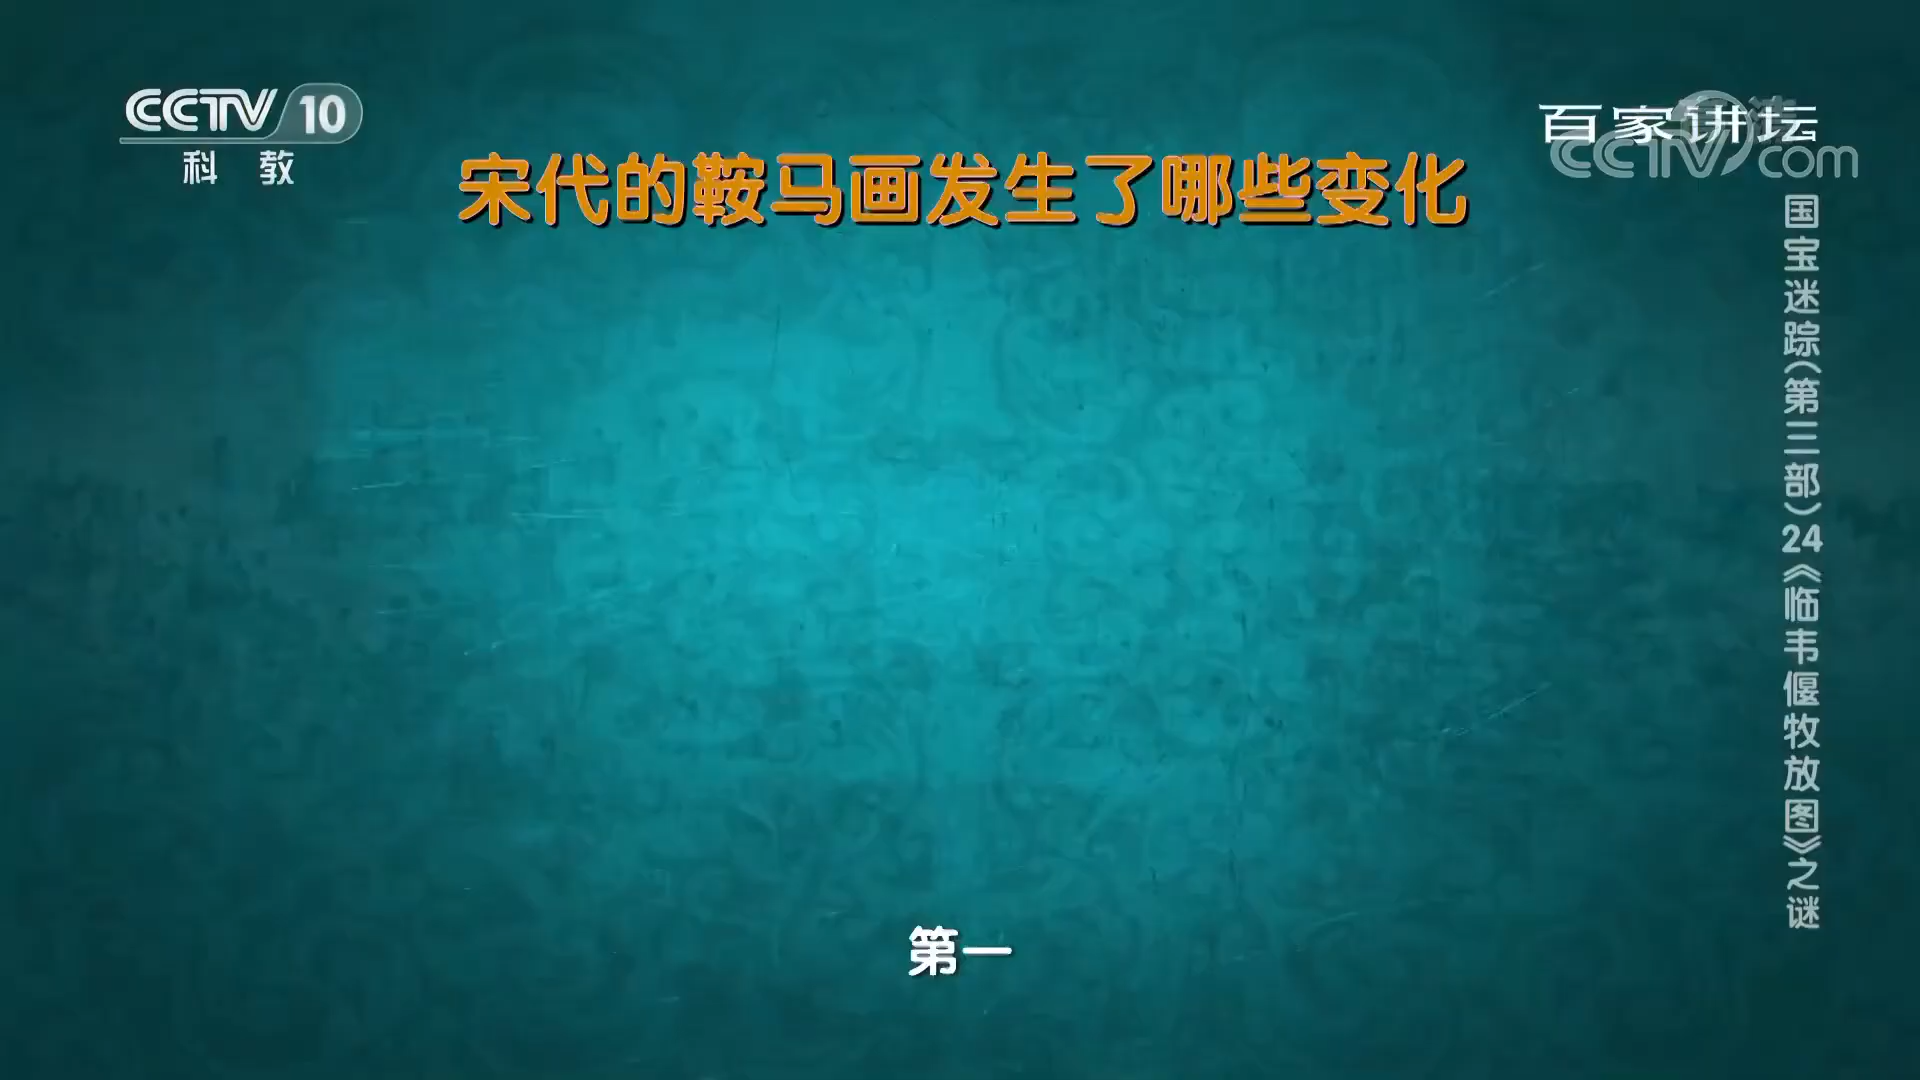 CCTV 10
科 教
百家讲坛
CCTV.com
宋代的鞍马画发生了哪些变化
国宝迷踪(第三部)24《临韦偃牧放图》之谜
第一